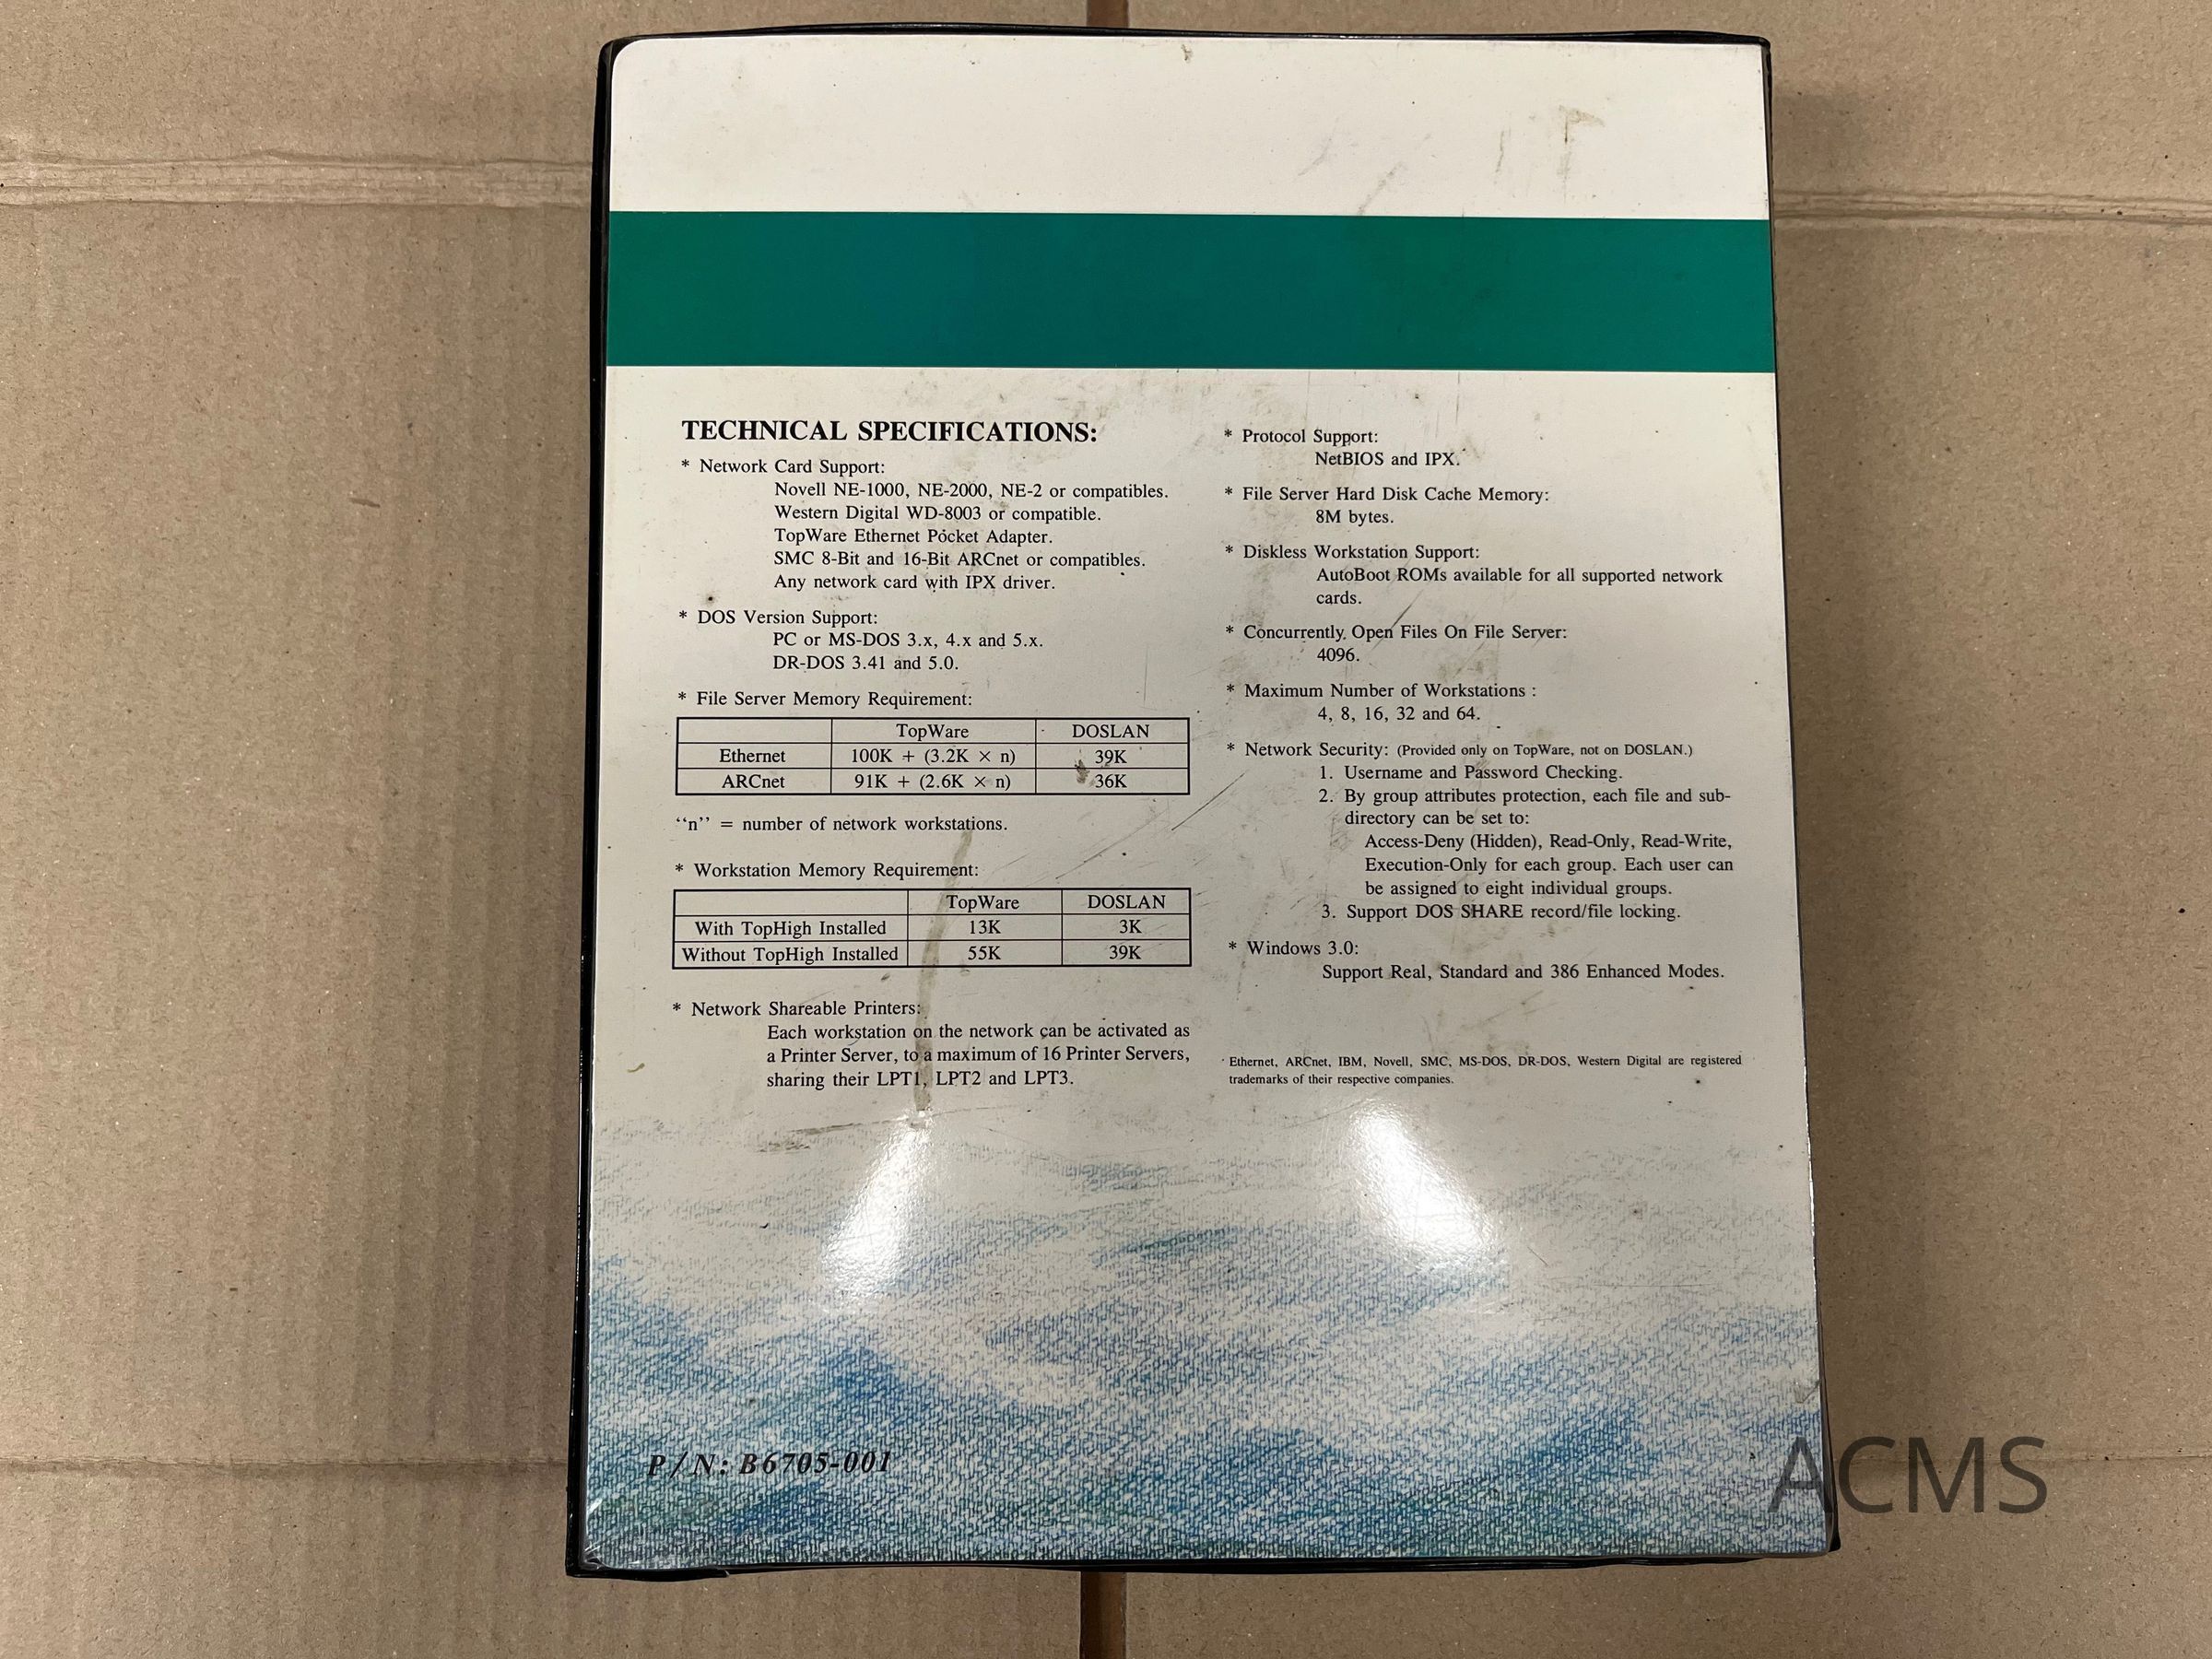 TECHNICAL SPECIFICATIONS:
* Network Card Support:
Novell NE-1000, NE-2000, NE-2 or compatibles.
Western Digital WD-8003 or compatible.
TopWare Ethernet Pocket Adapter.
SMC 8-Bit and 16-Bit ARCnet or compatibles.
Any network card with IPX driver.
* DOS Version Support:
PC or MS-DOS 3.x, 4.x and 5.x.
DR-DOS 3.41 and 5.0.
* File Server Memory Requirement:
TopWare DOSLAN
Ethernet 100K + (3.2K × n) 39K
ARCnet 91K + (2.6K × n) 36K
“n” = number of network workstations.
* Workstation Memory Requirement:
TopWare DOSLAN
With TopHigh Installed 13K 3K
Without TopHigh Installed 55K 39K
* Network Shareable Printers:
Each workstation on the network can be activated as
a Printer Server, to a maximum of 16 Printer Servers,
sharing their LPT1, LPT2 and LPT3.
* Protocol Support:
NetBIOS and IPX.
* File Server Hard Disk Cache Memory:
8M bytes.
* Diskless Workstation Support:
AutoBoot ROMs available for all supported network
cards.
* Concurrently Open Files On File Server:
4096.
* Maximum Number of Workstations :
4, 8, 16, 32 and 64.
* Network Security: (Provided only on TopWare, not on DOSLAN.)
1. Username and Password Checking.
2. By group attributes protection, each file and sub-
directory can be set to:
Access-Deny (Hidden), Read-Only, Read-Write,
Execution-Only for each group. Each user can
be assigned to eight individual groups.
3. Support DOS SHARE record/file locking.
* Windows 3.0:
Support Real, Standard and 386 Enhanced Modes.
Ethernet, ARCnet, IBM, Novell, SMC, MS-DOS, DR-DOS, Western Digital are registered
trademarks of their respective companies.
P/N: B6705-001
ACMS